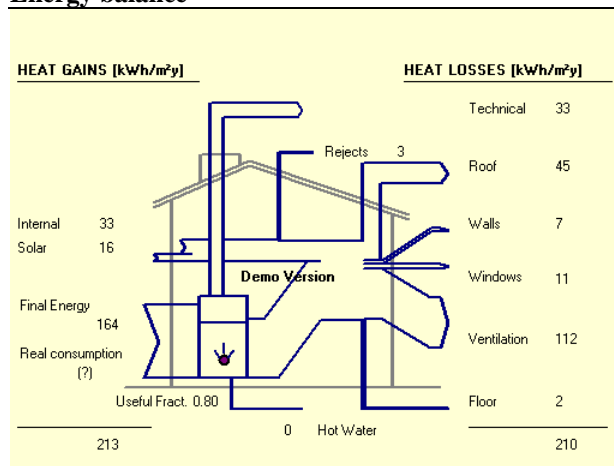 Energy balance
HEAT GAINS [kWh/m²y]
HEAT LOSSES [kWh/m²y]
Technical 33
Rejects 3
Roof 45
Internal 33
Solar 16
Walls 7
Demo Version
Windows 11
Final Energy
164
Real consumption
(?)
Ventilation 112
Useful Fract. 0.80
Floor 2
0 Hot Water
213
210